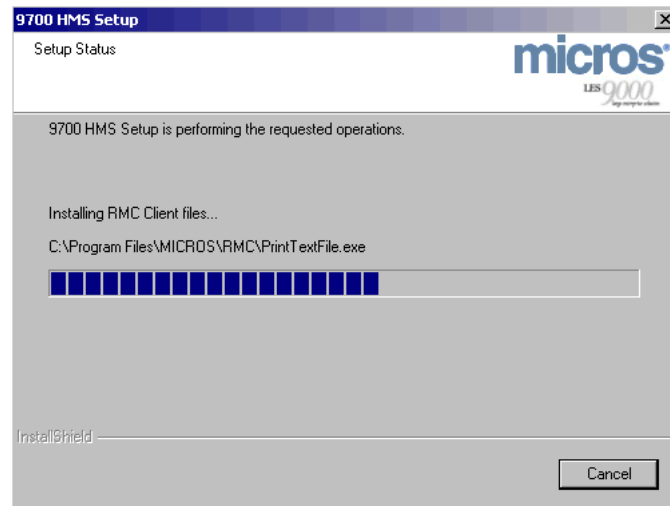 9700 HMS Setup
Setup Status
micros
LES 9000
9700 HMS Setup is performing the requested operations.
Installing RMC Client files...
C:\Program Files\MICROS\RMC\PrintTextFile.exe
InstallShield
Cancel